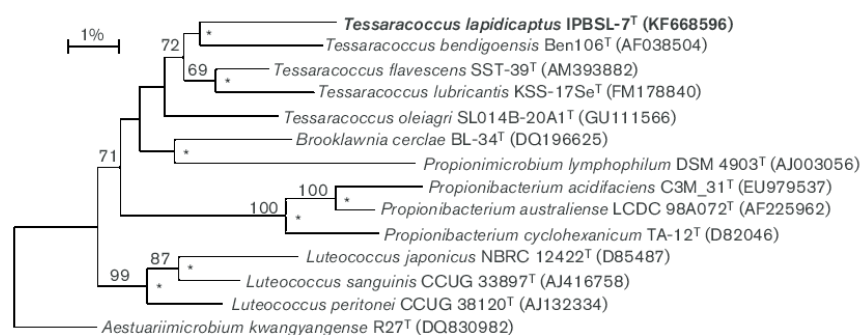 Tessaracoccus lapidicaptus IPBSL-7ᵀ (KF668596)
1%
*
72
Tessaracoccus bendigoensis Ben106ᵀ (AF038504)
Tessaracoccus flavescens SST-39ᵀ (AM393882)
69
*
Tessaracoccus lubricantis KSS-17Seᵀ (FM178840)
Tessaracoccus oleiagri SL014B-20A1ᵀ (GU111566)
Brooklawnia cerclae BL-34ᵀ (DQ196625)
71
*
Propionimicrobium lymphophilum DSM 4903ᵀ (AJ003056)
Propionibacterium acidifaciens C3M_31ᵀ (EU979537)
100
*
Propionibacterium australiense LCDC 98A072ᵀ (AF225962)
100
*
Propionibacterium cyclohexanicum TA-12ᵀ (D82046)
Luteococcus japonicus NBRC 12422ᵀ (D85487)
87
*
Luteococcus sanguinis CCUG 33897ᵀ (AJ416758)
99
*
Luteococcus peritonei CCUG 38120ᵀ (AJ132334)
Aestuariimicrobium kwangyangense R27ᵀ (DQ830982)